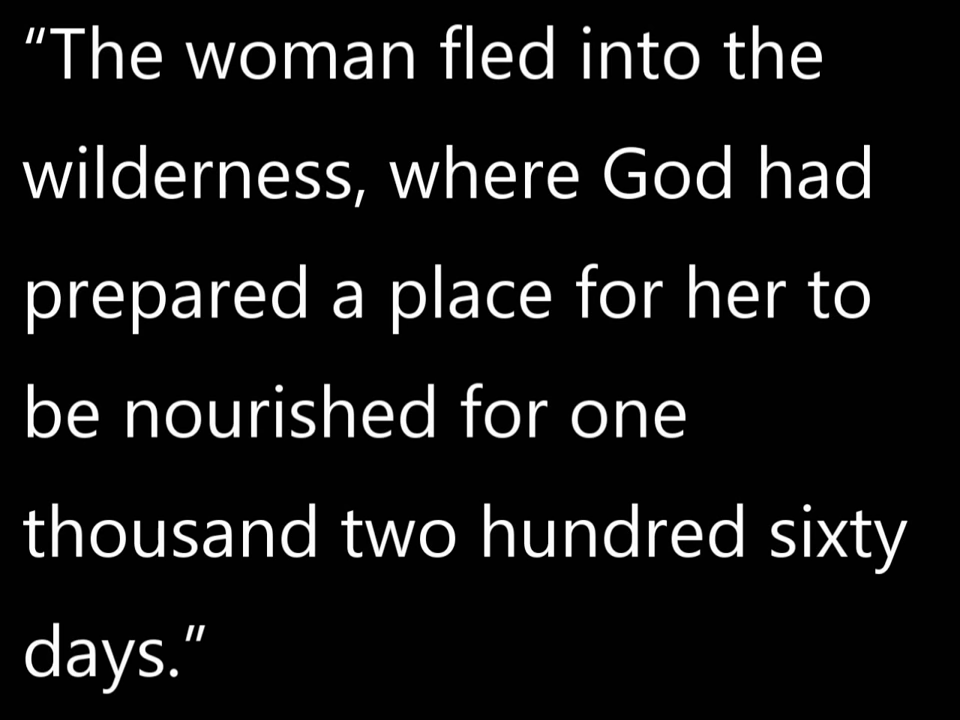 “The woman fled into the
wilderness, where God had
prepared a place for her to
be nourished for one
thousand two hundred sixty
days.”